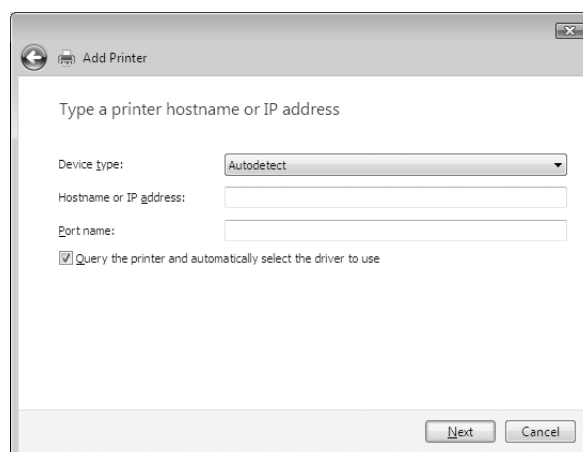 Add Printer
Type a printer hostname or IP address
Device type: Autodetect
Hostname or IP address:
Port name:
Query the printer and automatically select the driver to use
Next Cancel